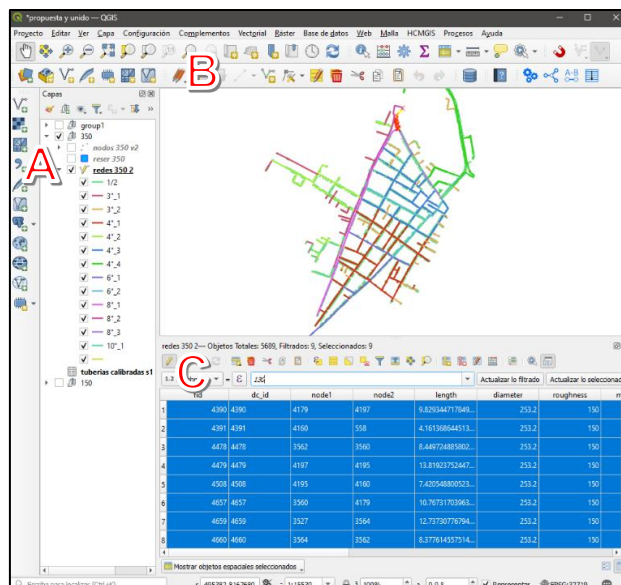 *propuesta y unido — QGIS
Proyecto Editar Ver Capa Configuración Complementos Vectorial Ráster Base de datos Web Malla HCMGIS Procesos Ayuda
B
Capas
A
group1
350
nodos 350 v2
reser 350
redes 350 2
1/2
3"_1
3"_2
4"_1
4"_2
4"_3
4"_4
6"_1
6"_2
8"_1
8"_2
8"_3
10"_1
tuberias calibradas s1
150
redes 350 2— Objetos Totales: 5689, Filtrados: 9, Seleccionados: 9
C
1.2 = ε Actualizar lo filtrado Actualizar lo seleccionad
dc_id node1 node2 length diameter roughness
1 4390 4390 4179 4197 9.829344717849... 253.2 150
2 4391 4391 4160 558 4.161368644513... 253.2 150
3 4478 4478 3562 3560 8.449724885802... 253.2 150
4 4479 4479 4197 4195 13.81923752447... 253.2 150
5 4508 4508 4195 4160 7.420548800523... 253.2 150
6 4657 4657 3560 4179 10.76731703963... 253.2 150
7 4659 4659 3527 3564 12.73730776794... 253.2 150
8 4660 4660 3564 3562 8.377614557514... 253.2 150
Mostrar objetos espaciales seleccionados